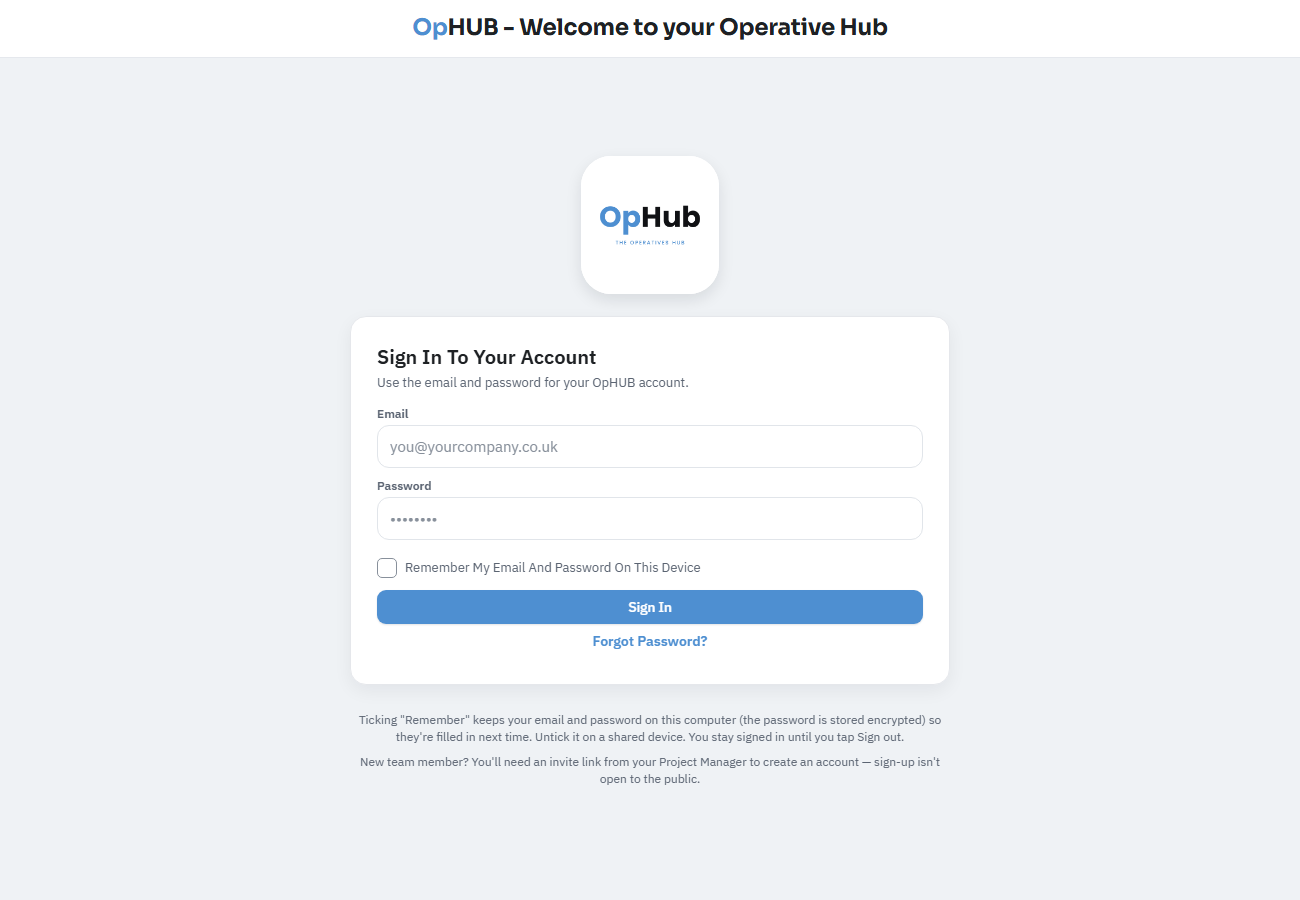 OpHUB – Welcome to your Operative Hub
OpHub
THE OPERATIVES HUB
Sign In To Your Account
Use the email and password for your OpHUB account.
Email
you@yourcompany.co.uk
Password
••••••••
Remember My Email And Password On This Device
Sign In
Forgot Password?
Ticking "Remember" keeps your email and password on this computer (the password is stored encrypted) so
they're filled in next time. Untick it on a shared device. You stay signed in until you tap Sign out.
New team member? You'll need an invite link from your Project Manager to create an account — sign-up isn't
open to the public.